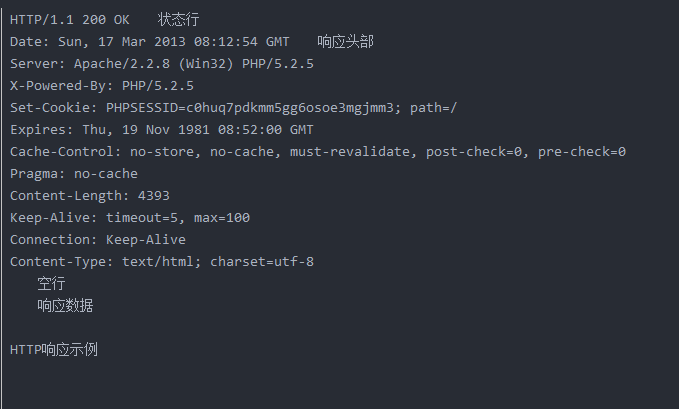 HTTP/1.1 200 OK 状态行
Date: Sun, 17 Mar 2013 08:12:54 GMT 响应头部
Server: Apache/2.2.8 (Win32) PHP/5.2.5
X-Powered-By: PHP/5.2.5
Set-Cookie: PHPSESSID=c0huq7pdkmm5gg6osoe3mgjmm3; path=/
Expires: Thu, 19 Nov 1981 08:52:00 GMT
Cache-Control: no-store, no-cache, must-revalidate, post-check=0, pre-check=0
Pragma: no-cache
Content-Length: 4393
Keep-Alive: timeout=5, max=100
Connection: Keep-Alive
Content-Type: text/html; charset=utf-8
空行
响应数据
HTTP响应示例